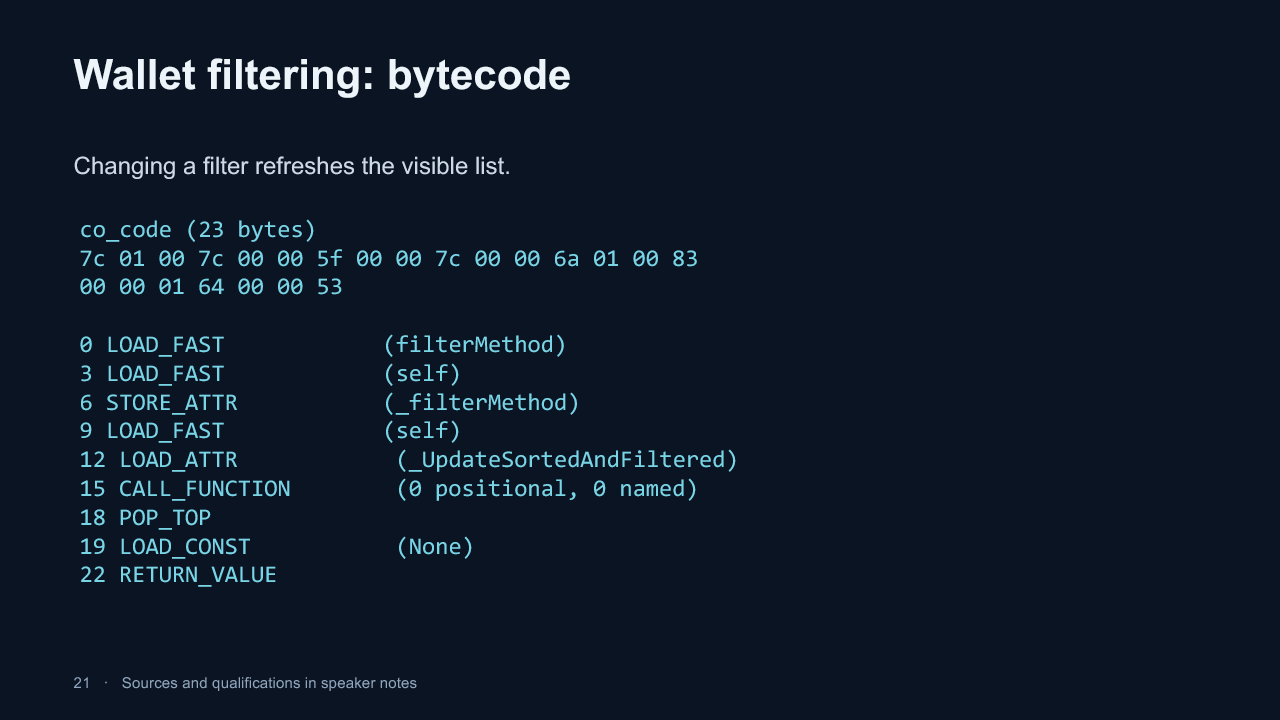 Wallet filtering: bytecode
Changing a filter refreshes the visible list.
co_code (23 bytes)
7c 01 00 7c 00 00 5f 00 00 7c 00 00 6a 01 00 83
00 00 01 64 00 00 53
0 LOAD_FAST (filterMethod)
3 LOAD_FAST (self)
6 STORE_ATTR (_filterMethod)
9 LOAD_FAST (self)
12 LOAD_ATTR (_UpdateSortedAndFiltered)
15 CALL_FUNCTION (0 positional, 0 named)
18 POP_TOP
19 LOAD_CONST (None)
22 RETURN_VALUE
21 · Sources and qualifications in speaker notes